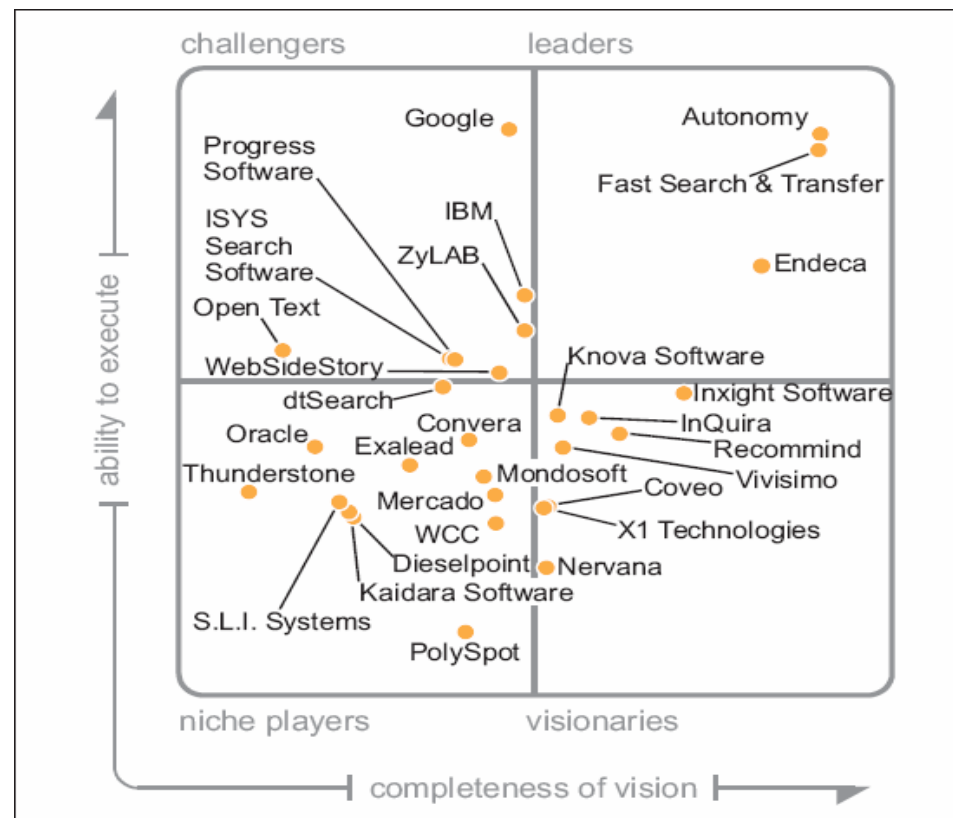 challengers
leaders
Google
Autonomy
Progress
Software
Fast Search & Transfer
ISYS
Search
Software
IBM
ZyLAB
Endeca
Open Text
WebSideStory
Knova Software
dtSearch
Inxight Software
Convera
InQuira
Oracle
Exalead
Recommind
Thunderstone
Mondosoft
Vivisimo
Mercado
Coveo
WCC
X1 Technologies
Dieselpoint
Nervana
Kaidara Software
S.L.I. Systems
PolySpot
niche players
visionaries
ability to execute
completeness of vision